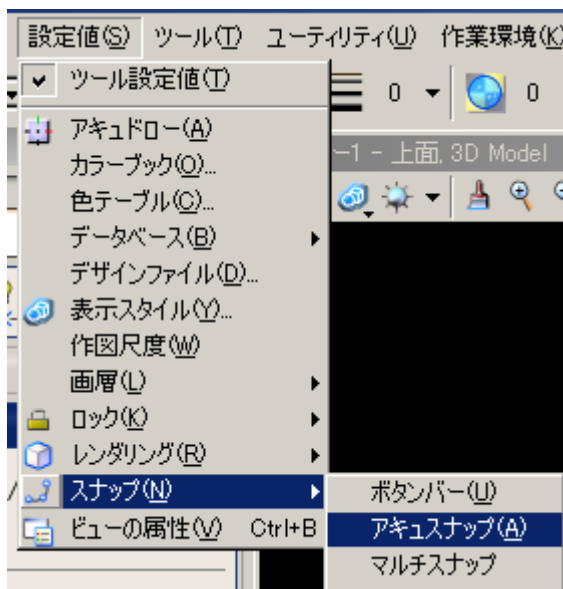 設定値(S) ツール(T) ユーティリティ(U) 作業環境(K)
ツール設定値(T)
0 0
アキュドロー(A)
ー1 - 上面, 3D Model
カラーブック(O)...
色テーブル(C)...
データベース(B)
デザインファイル(D)...
表示スタイル(Y)...
作図尺度(W)
画層(L)
ロック(K)
レンダリング(R)
スナップ(N)
ボタンバー(U)
ビューの属性(V) Ctrl+B
アキュスナップ(A)
マルチスナップ